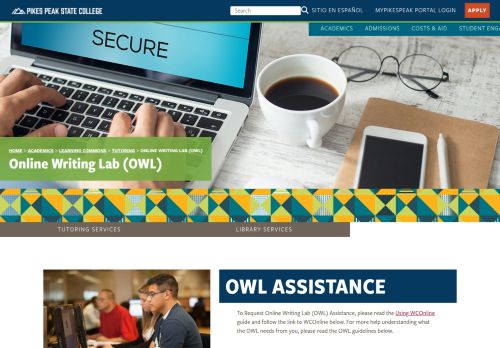 PIKES PEAK STATE COLLEGE
Search
SITIO EN ESPAÑOL
MYPIKESPEAK PORTAL LOGIN
APPLY
ACADEMICS
ADMISSIONS
COSTS & AID
STUDENT ENGA
SECURE
HOME > ACADEMICS > LEARNING COMMONS > TUTORING > ONLINE WRITING LAB (OWL)
Online Writing Lab (OWL)
TUTORING SERVICES
LIBRARY SERVICES
OWL ASSISTANCE
To Request Online Writing Lab (OWL) Assistance, please read the Using WCOnline
guide and follow the link to WCOnline below. For more help understanding what
the OWL needs from you, please read the OWL guidelines below.